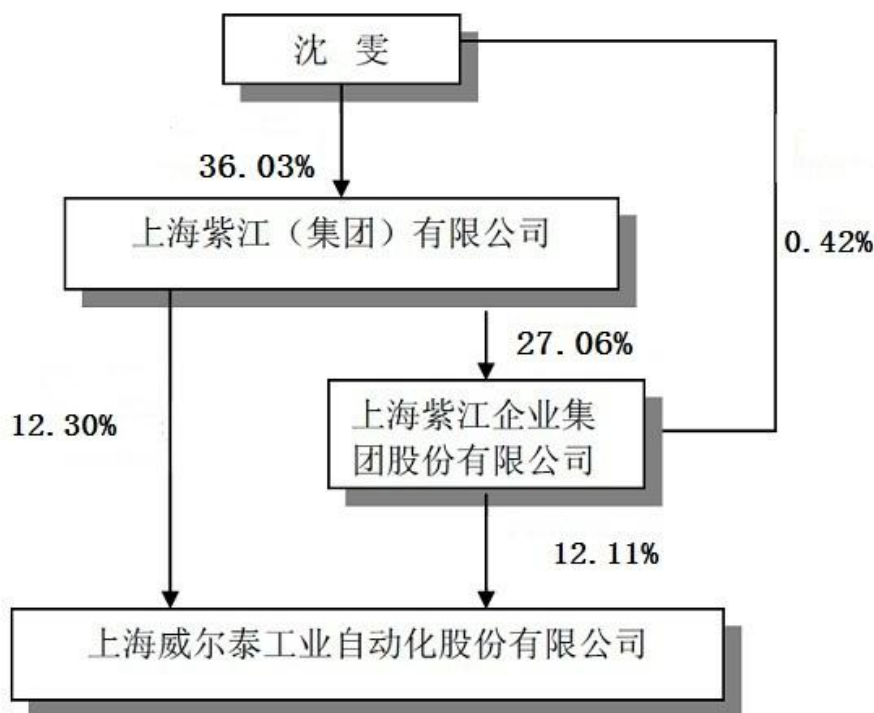 沈 雯
36.03%
上海紫江（集团）有限公司
0.42%
27.06%
上海紫江企业集
团股份有限公司
12.30%
12.11%
上海威尔泰工业自动化股份有限公司